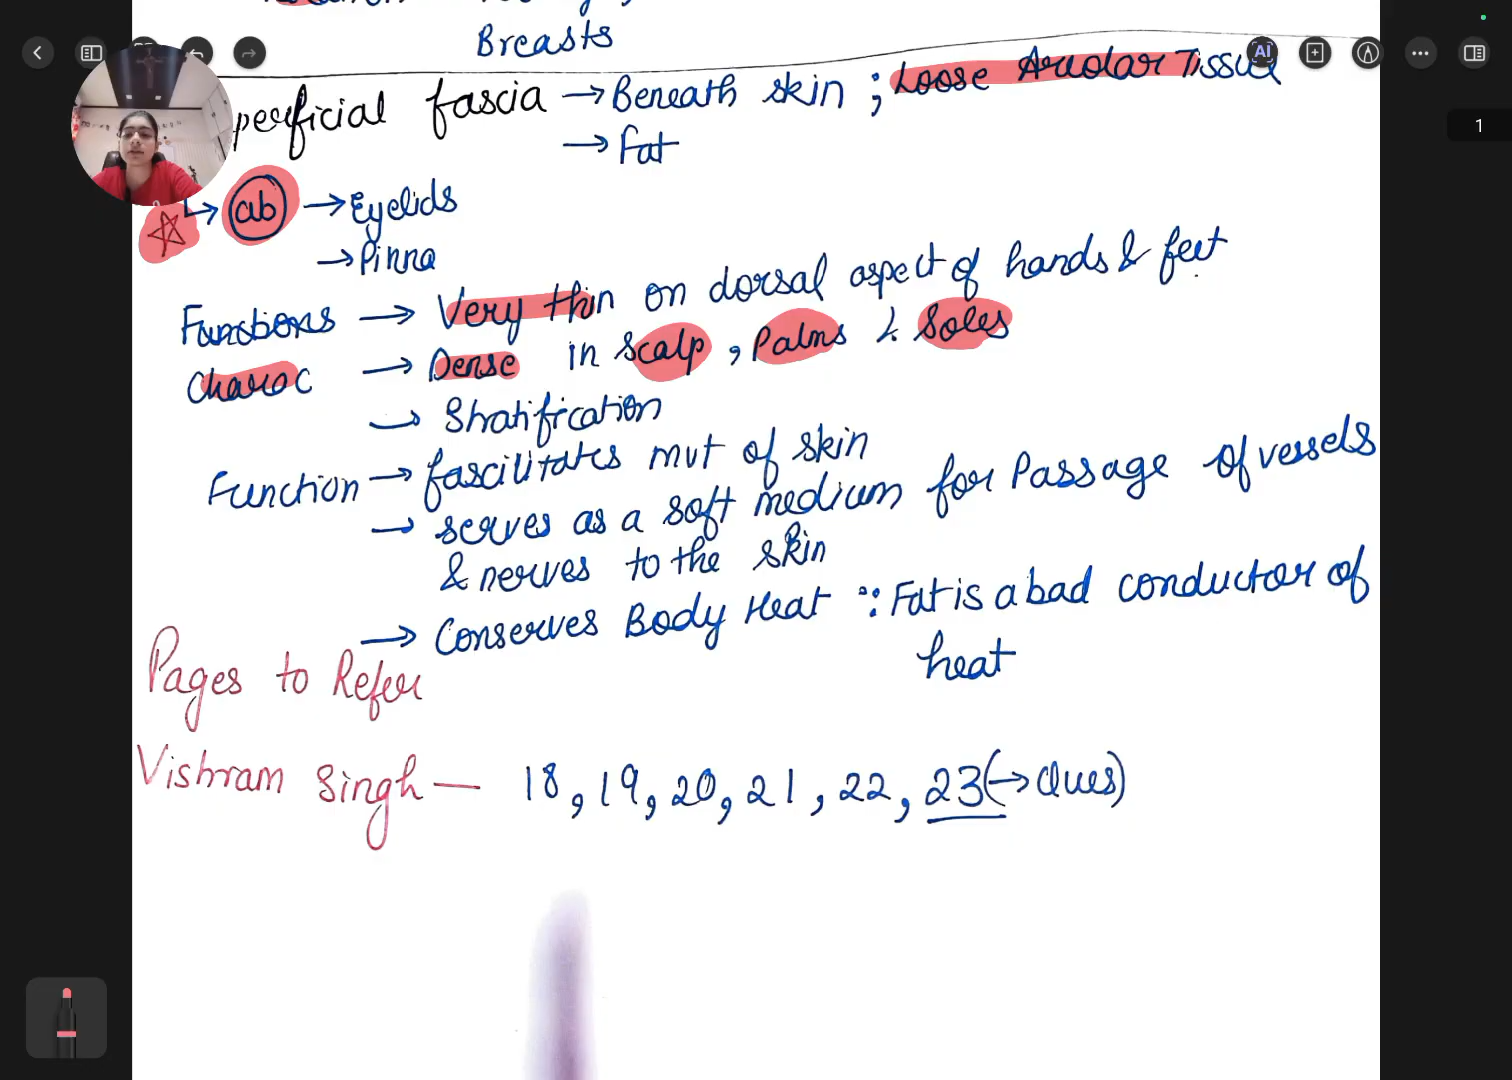 Breasts
perficial fascia → Beneath skin ; Loose Areolar Tissue
→ Fat
↳ ab → Eyelids
→ Pinna
Functions → Very thin on dorsal aspect of hands & feet
Charac → Dense in Scalp, Palms & Soles
→ Stratification
Function → fascilitates mvt of skin
→ serves as a soft medium for Passage of vessels
& nerves to the skin
→ Conserves Body Heat ∵ Fat is a bad conductor of
heat
Pages to Refer
Vishram Singh — 18, 19, 20, 21, 22, 23 (→ Ques)
AI
1